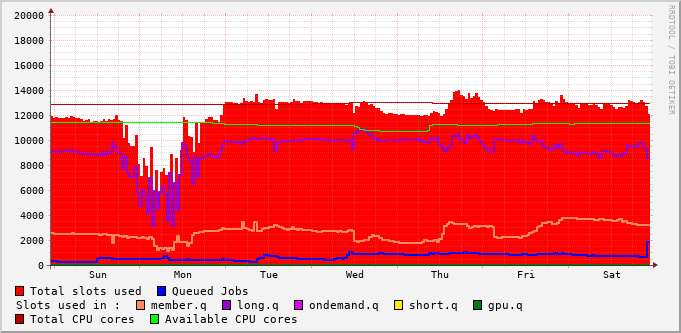 20000
18000
16000
14000
12000
10000
8000
6000
4000
2000
0
Sun Mon Tue Wed Thu Fri Sat
RRDTOOL / TOBI OETIKER
Total slots used Queued Jobs
Slots used in : member.q long.q ondemand.q short.q gpu.q
Total CPU cores Available CPU cores